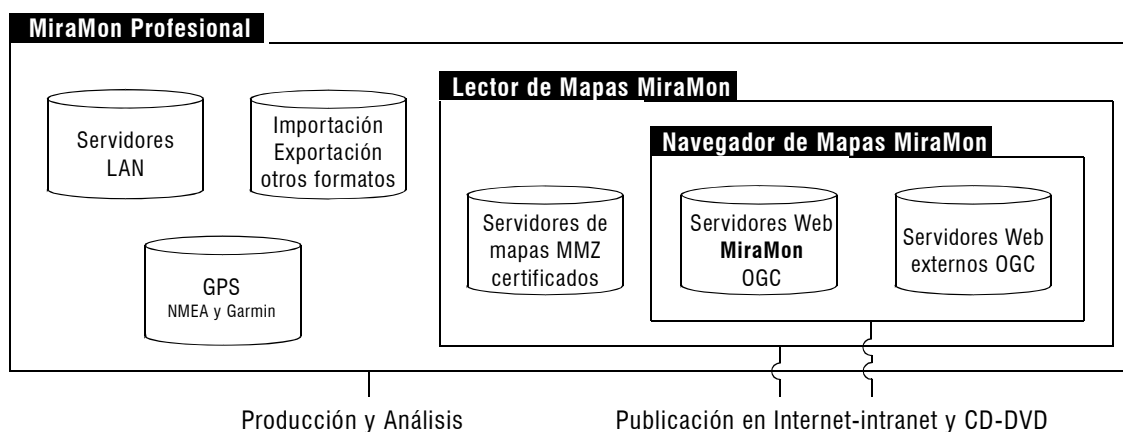 MiraMon Profesional
Lector de Mapas MiraMon
Navegador de Mapas MiraMon
Servidores
LAN
Importación
Exportación
otros formatos
GPS
NMEA y Garmin
Servidores de
mapas MMZ
certificados
Servidores Web
MiraMon
OGC
Servidores Web
externos OGC
Producción y Análisis
Publicación en Internet-intranet y CD-DVD